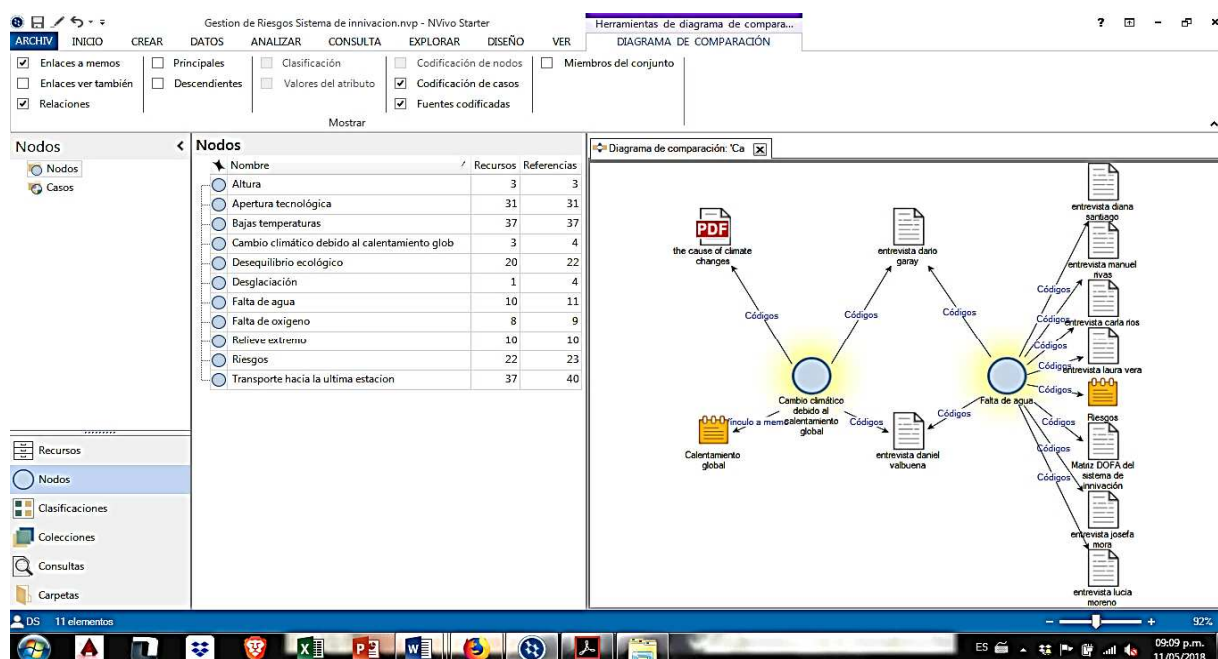 Gestion de Riesgos Sistema de innivacion.nvp - NVivo Starter
Herramientas de diagrama de compara...
ARCHIV INICIO CREAR DATOS ANALIZAR CONSULTA EXPLORAR DISEÑO VER DIAGRAMA DE COMPARACIÓN
Enlaces a memos Principales Clasificación Codificación de nodos Miembros del conjunto
Enlaces ver también Descendientes Valores del atributo Codificación de casos
Relaciones Fuentes codificadas
Mostrar
Nodos
Nodos
Casos
Recursos
Nodos
Clasificaciones
Colecciones
Consultas
Carpetas
Nodos
Nombre Recursos Referencias
Altura 3 3
Apertura tecnológica 31 31
Bajas temperaturas 37 37
Cambio climático debido al calentamiento glob 3 4
Desequilibrio ecológico 20 22
Desglaciación 1 4
Falta de agua 10 11
Falta de oxigeno 8 9
Relieve extremo 10 10
Riesgos 22 23
Transporte hacia la ultima estacion 37 40
Diagrama de comparación: 'Ca
PDF
the cause of climate
changes
entrevista dario
garay
entrevista diana
santiago
entrevista manuel
rivas
entrevista carla rios
entrevista laura vera
Riesgos
Matriz DOFA del
sistema de
innivación
entrevista josefa
mora
entrevista lucia
moreno
Códigos
Códigos
Códigos
Códigos
Códigos
Códigos
Códigos
Códigos
Códigos
Códigos
Códigos
Códigos
Cambio climático
debido al
calentamiento
global
Falta de agua
Vínculo a memo
Calentamiento
global
entrevista daniel
valbuena
DS 11 elementos
92%
ES
09:09 p.m.
11/05/2018